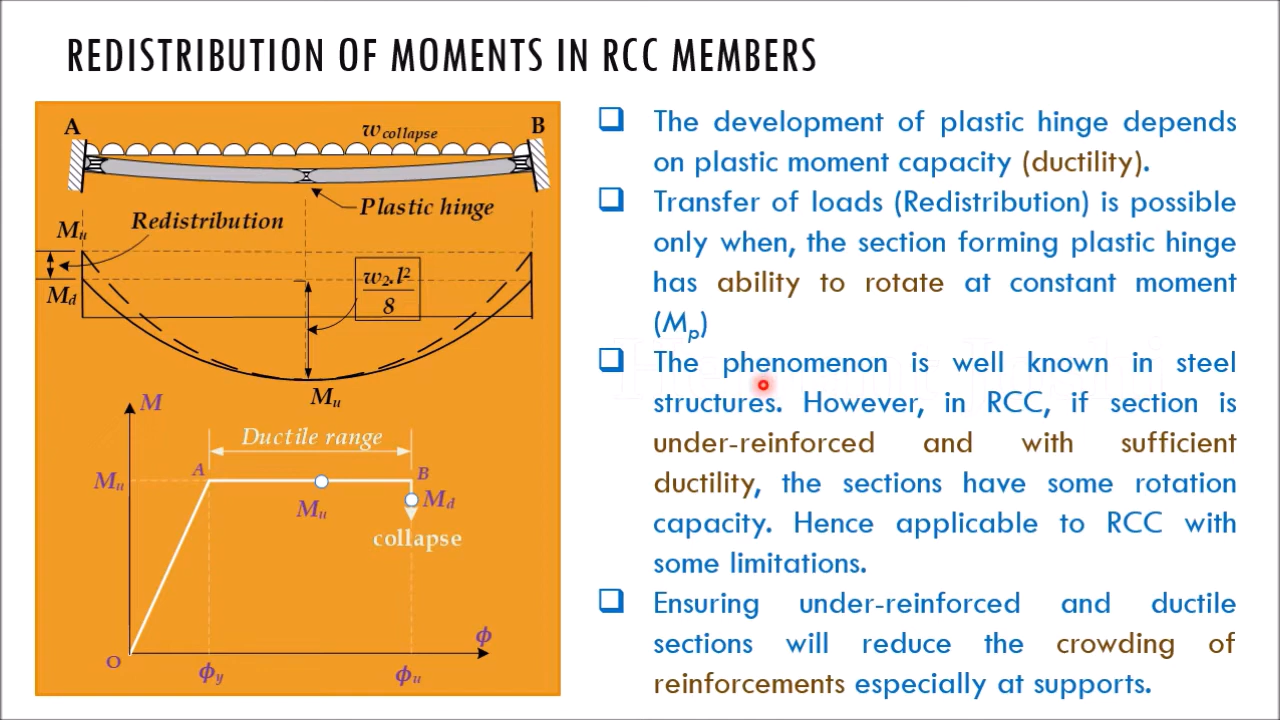 REDISTRIBUTION OF MOMENTS IN RCC MEMBERS
A
B
w collapse
Plastic hinge
Redistribution
Mu
Md
w₂.l²
8
Mu
M
Ductile range
A
B
Mu
Mu
Md
collapse
O
ϕy
ϕu
ϕ
The development of plastic hinge depends
on plastic moment capacity (ductility).
Transfer of loads (Redistribution) is possible
only when, the section forming plastic hinge
has ability to rotate at constant moment
(Mp)
The phenomenon is well known in steel
structures. However, in RCC, if section is
under-reinforced and with sufficient
ductility, the sections have some rotation
capacity. Hence applicable to RCC with
some limitations.
Ensuring under-reinforced and ductile
sections will reduce the crowding of
reinforcements especially at supports.